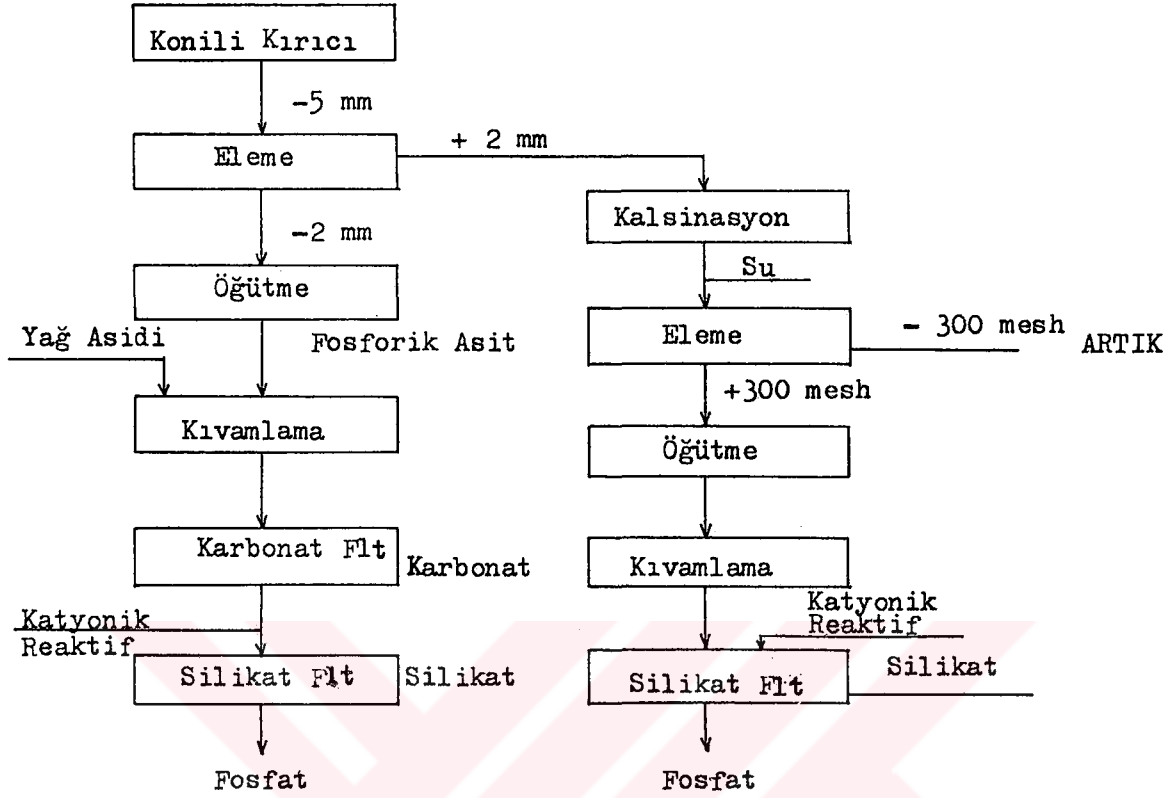 Konili Kırıcı
-5 mm
Eleme
+ 2 mm
-2 mm
Öğütme
Yağ Asidi
Fosforik Asit
Kıvamlama
Karbonat Flt
Karbonat
Katyonik
Reaktif
Silikat Flt
Silikat
Fosfat
Kalsinasyon
Su
Eleme
- 300 mesh
ARTIK
+300 mesh
Öğütme
Kıvamlama
Katyonik
Reaktif
Silikat Flt
Silikat
Fosfat